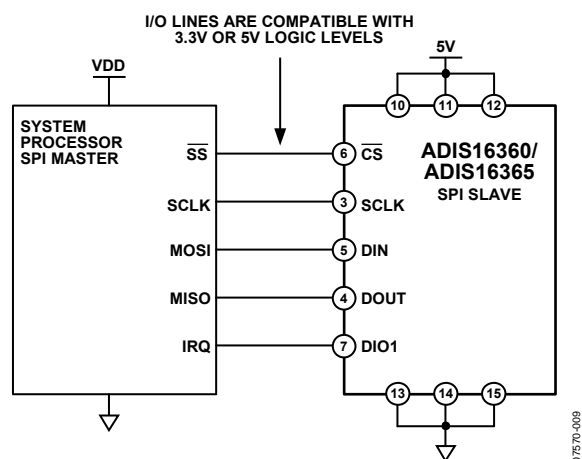 I/O LINES ARE COMPATIBLE WITH
3.3V OR 5V LOGIC LEVELS
VDD
5V
10 11 12
SYSTEM
PROCESSOR
SPI MASTER
ADIS16360/
ADIS16365
SPI SLAVE
SS 6 CS
SCLK 3 SCLK
MOSI 5 DIN
MISO 4 DOUT
IRQ 7 DIO1
13 14 15
07570-009